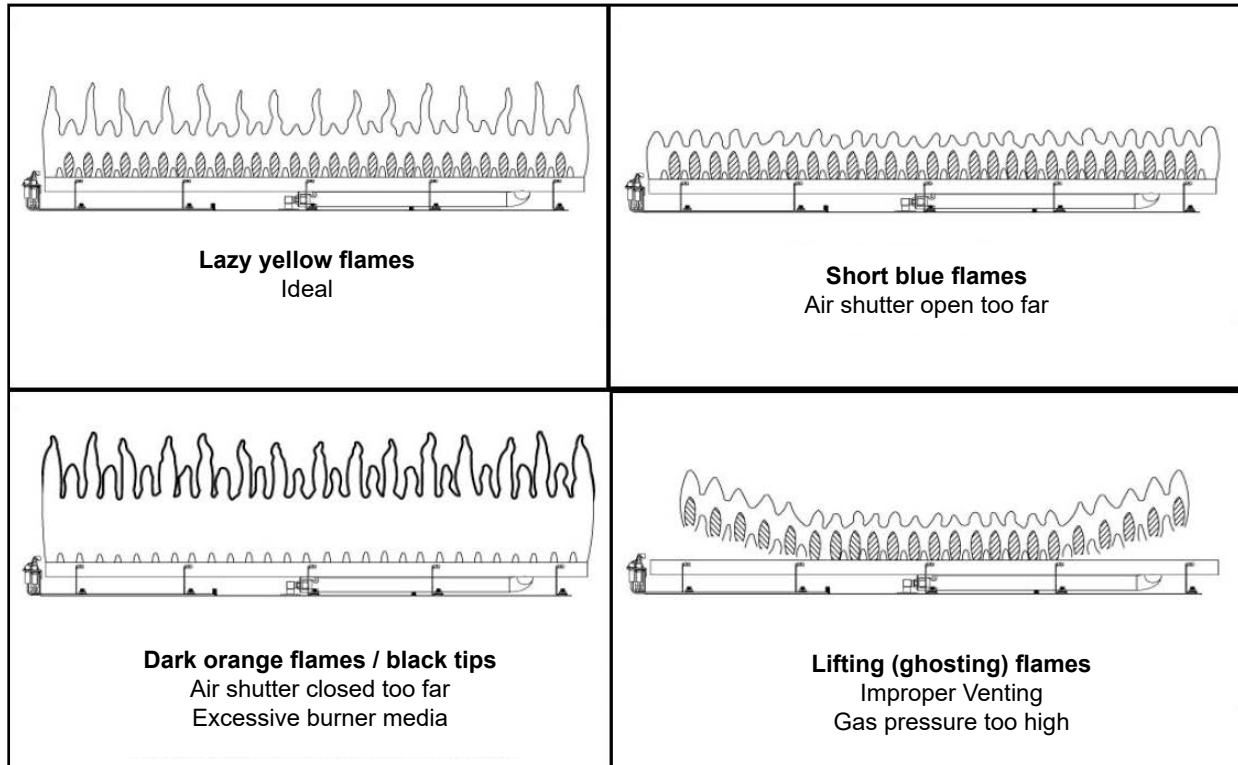 Lazy yellow flames
Ideal
Short blue flames
Air shutter open too far
Dark orange flames / black tips
Air shutter closed too far
Excessive burner media
Lifting (ghosting) flames
Improper Venting
Gas pressure too high